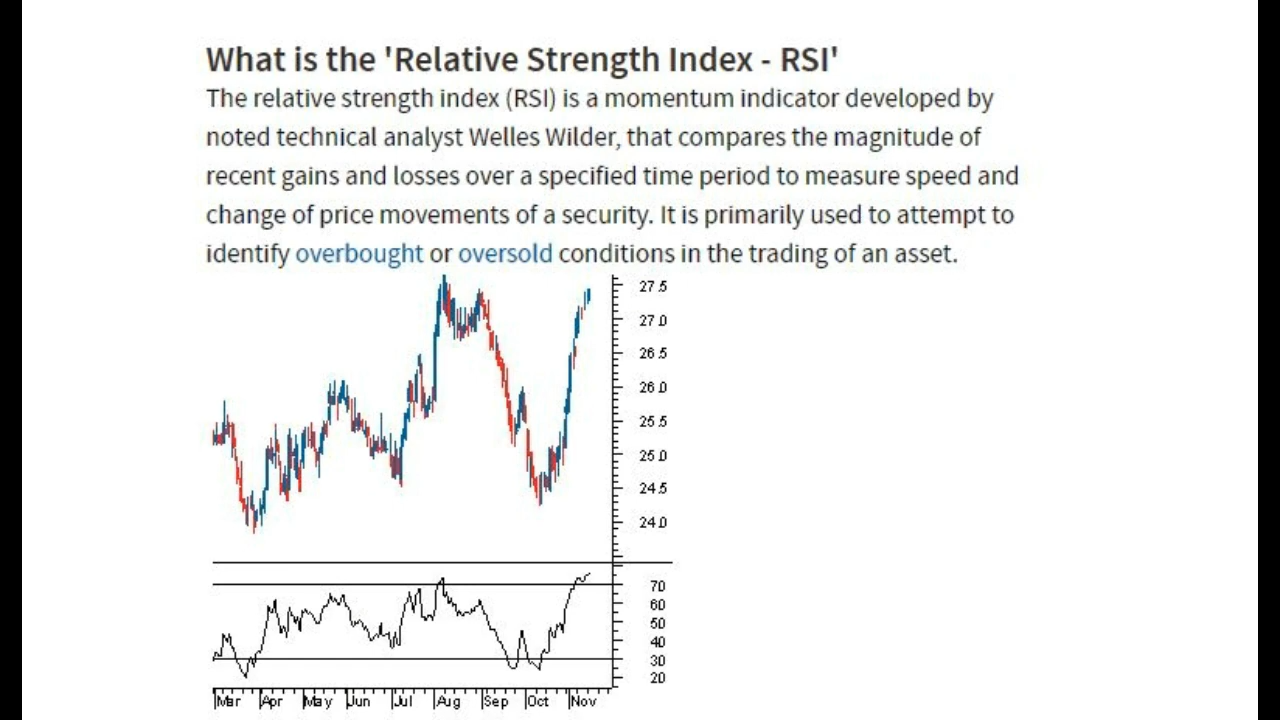 What is the 'Relative Strength Index - RSI'
The relative strength index (RSI) is a momentum indicator developed by
noted technical analyst Welles Wilder, that compares the magnitude of
recent gains and losses over a specified time period to measure speed and
change of price movements of a security. It is primarily used to attempt to
identify overbought or oversold conditions in the trading of an asset.
27.5
27.0
26.5
26.0
25.5
25.0
24.5
24.0
70
60
50
40
30
20
Mar Apr May Jun Jul Aug Sep Oct Nov